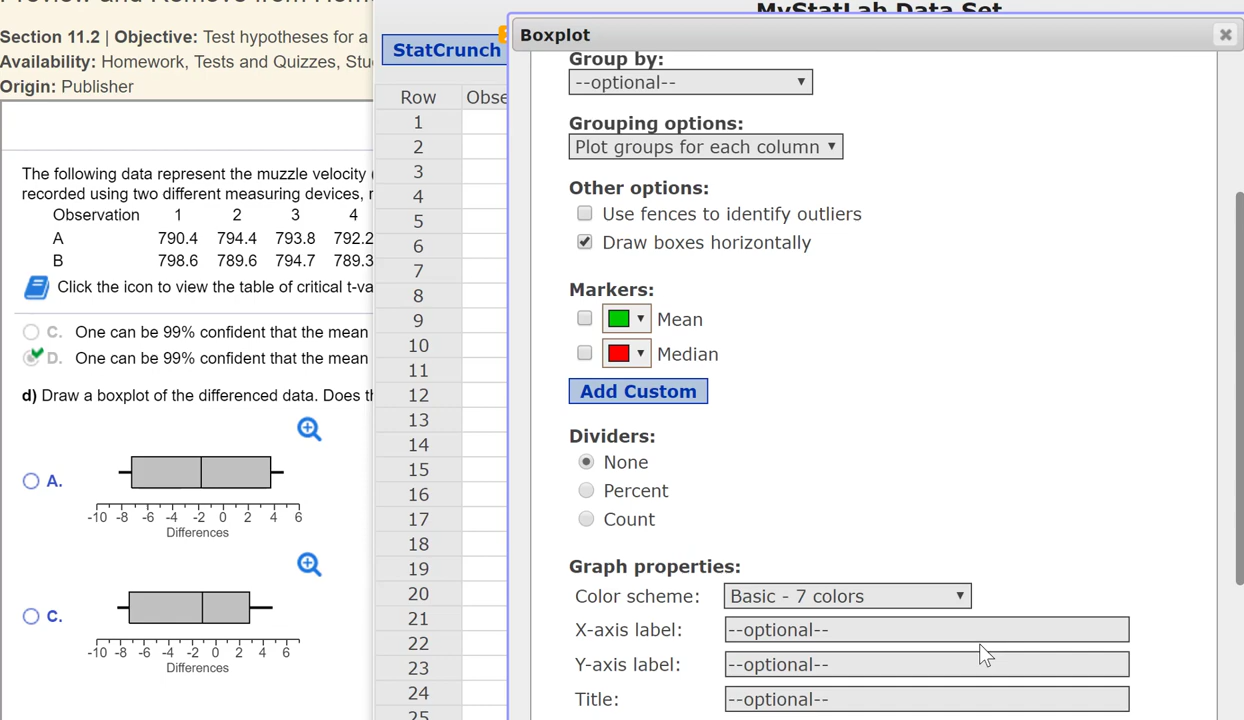 MyStatLab Data Set
Section 11.2 | Objective: Test hypotheses for a
Availability: Homework, Tests and Quizzes, Stu
Origin: Publisher
The following data represent the muzzle velocity (
recorded using two different measuring devices,
Observation 1 2 3 4
A 790.4 794.4 793.8 792.2
B 798.6 789.6 794.7 789.3
Click the icon to view the table of critical t-va
C. One can be 99% confident that the mean
D. One can be 99% confident that the mean
d) Draw a boxplot of the differenced data. Does th
A.
-10 -8 -6 -4 -2 0 2 4 6
Differences
C.
-10 -8 -6 -4 -2 0 2 4 6
Differences
StatCrunch
Row Obse
1
2
3
4
5
6
7
8
9
10
11
12
13
14
15
16
17
18
19
20
21
22
23
24
25
Boxplot
Group by:
--optional--
Grouping options:
Plot groups for each column
Other options:
Use fences to identify outliers
Draw boxes horizontally
Markers:
Mean
Median
Add Custom
Dividers:
None
Percent
Count
Graph properties:
Color scheme: Basic - 7 colors
X-axis label: --optional--
Y-axis label: --optional--
Title: --optional--